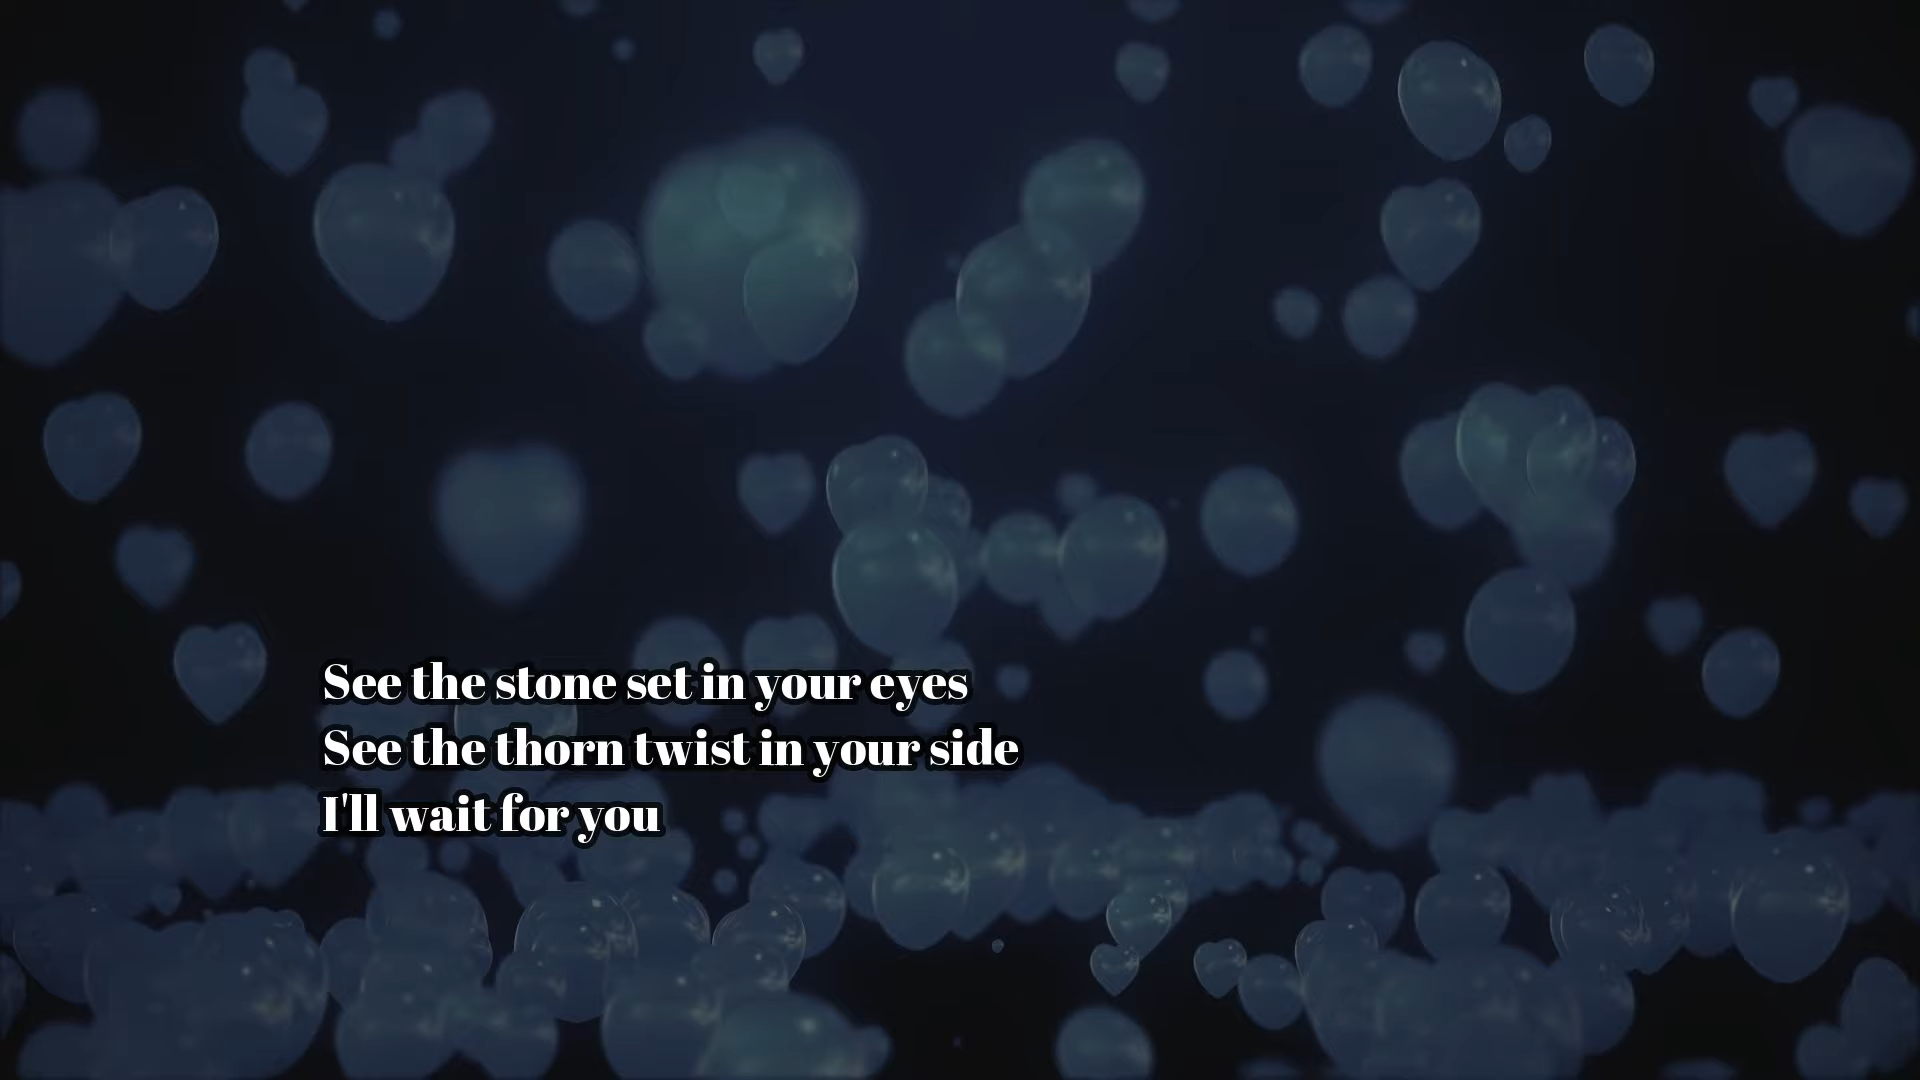 See the stone set in your eyes
See the thorn twist in your side
I'll wait for you